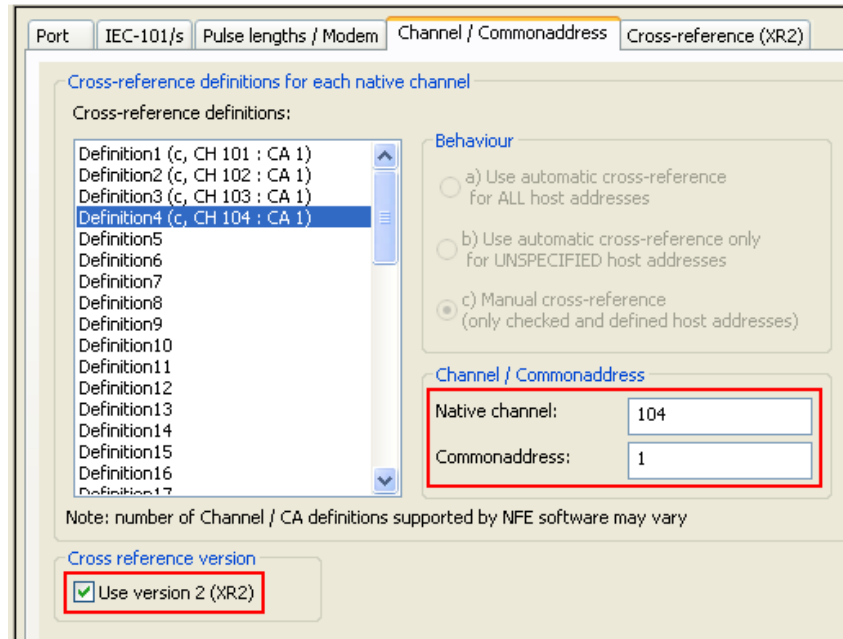 Port IEC-101/s Pulse lengths / Modem Channel / Commonaddress Cross-reference (XR2)
Cross-reference definitions for each native channel
Cross-reference definitions:
Definition1 (c, CH 101 : CA 1)
Definition2 (c, CH 102 : CA 1)
Definition3 (c, CH 103 : CA 1)
Definition4 (c, CH 104 : CA 1)
Definition5
Definition6
Definition7
Definition8
Definition9
Definition10
Definition11
Definition12
Definition13
Definition14
Definition15
Definition16
Definition17
Behaviour
a) Use automatic cross-reference
for ALL host addresses
b) Use automatic cross-reference only
for UNSPECIFIED host addresses
c) Manual cross-reference
(only checked and defined host addresses)
Channel / Commonaddress
Native channel: 104
Commonaddress: 1
Note: number of Channel / CA definitions supported by NFE software may vary
Cross reference version
Use version 2 (XR2)